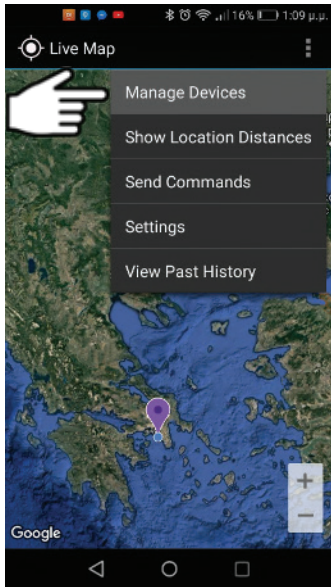 16% 1:09 μ.μ.
Live Map
Manage Devices
Show Location Distances
Send Commands
Settings
View Past History
+
−
Google